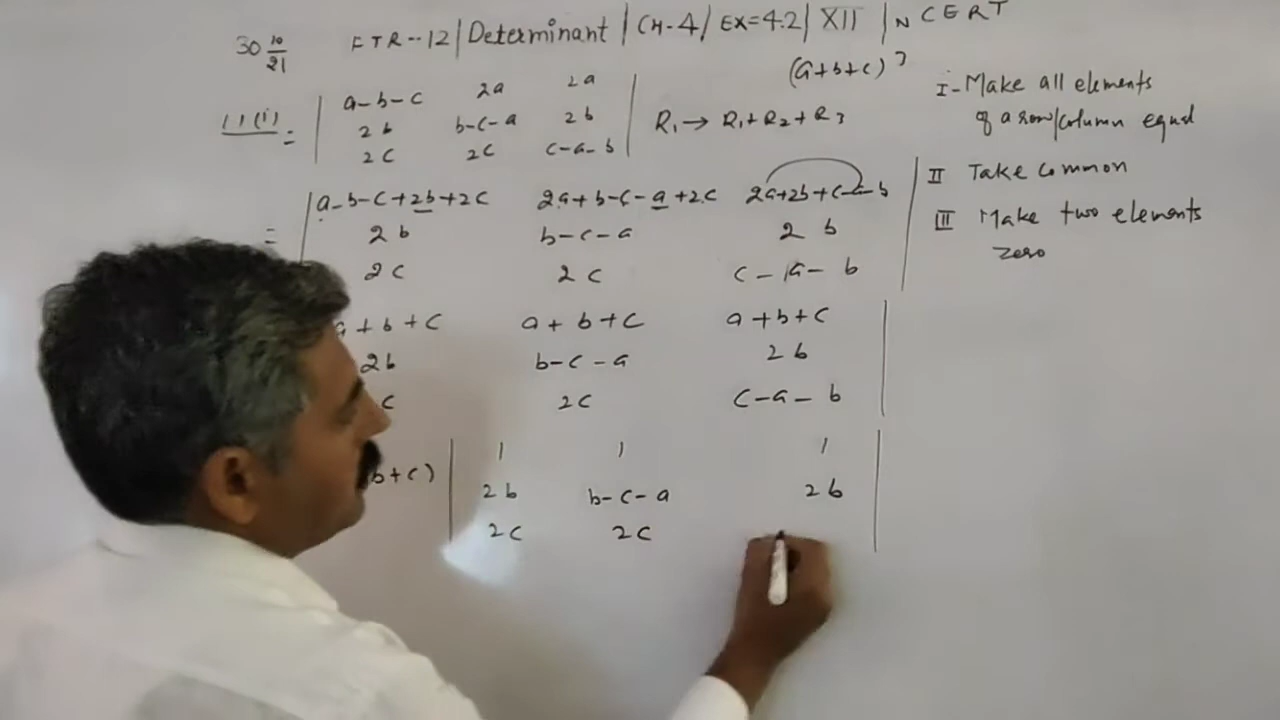 30 10/21 FTR-12 | Determinant | CH-4 / EX=4.2 | XII | NCERT
(a+b+c)³
11(i) = | a-b-c 2a 2a |
| 2b b-c-a 2b | R₁ → R₁+R₂+R₃
| 2c 2c c-a-b |
I - Make all elements
of a row/column equal
II Take common
III Make two elements
zero
= | a-b-c+2b+2c 2a+b-c-a+2c 2a+2b+c-a-b |
2b b-c-a 2b
2c 2c c-a-b
a+b+c a+b+c a+b+c
2b b-c-a 2b
c 2c c-a-b
b+c) | 1 1 1 |
2b b-c-a 2b
2c 2c